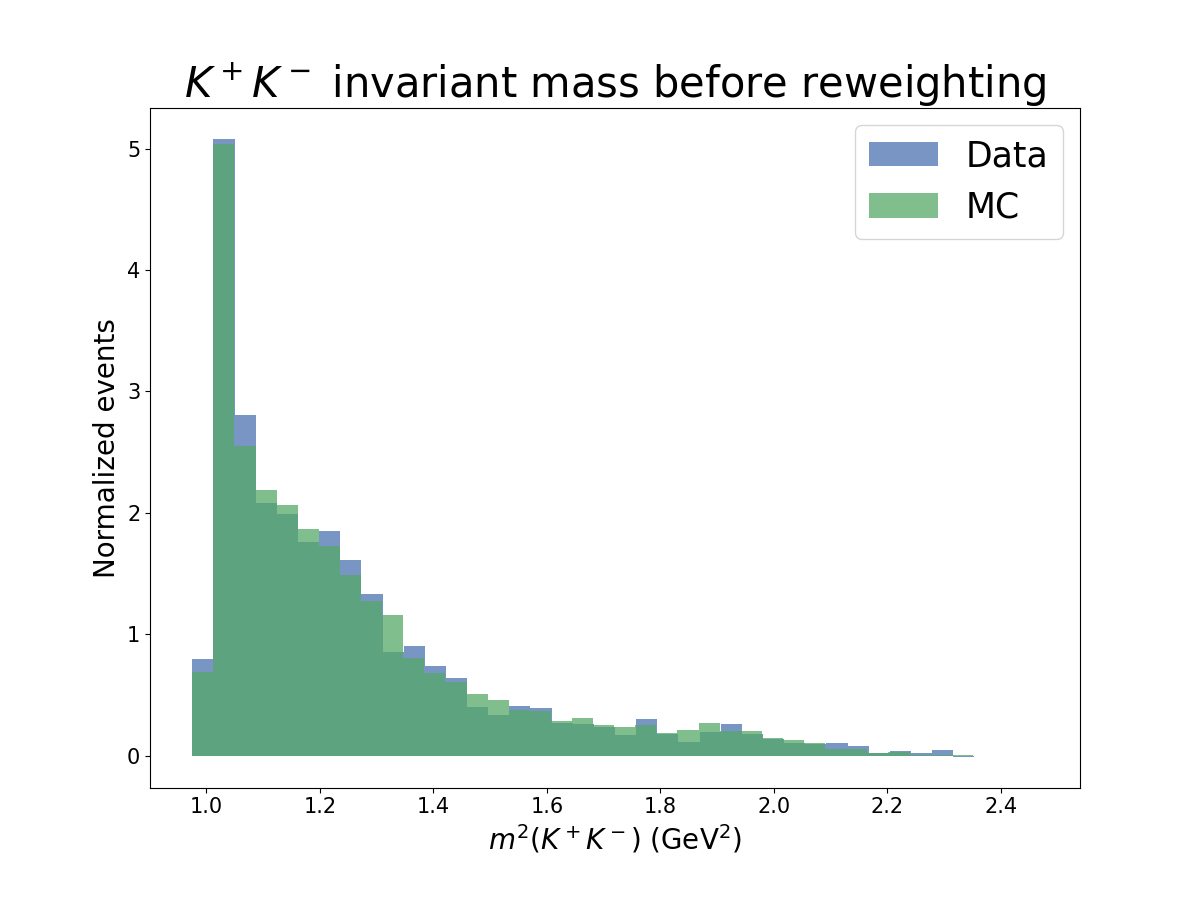 K⁺K⁻ invariant mass before reweighting
Data
MC
Normalized events
5
4
3
2
1
0
1.0 1.2 1.4 1.6 1.8 2.0 2.2 2.4
m²(K⁺K⁻) (GeV²)